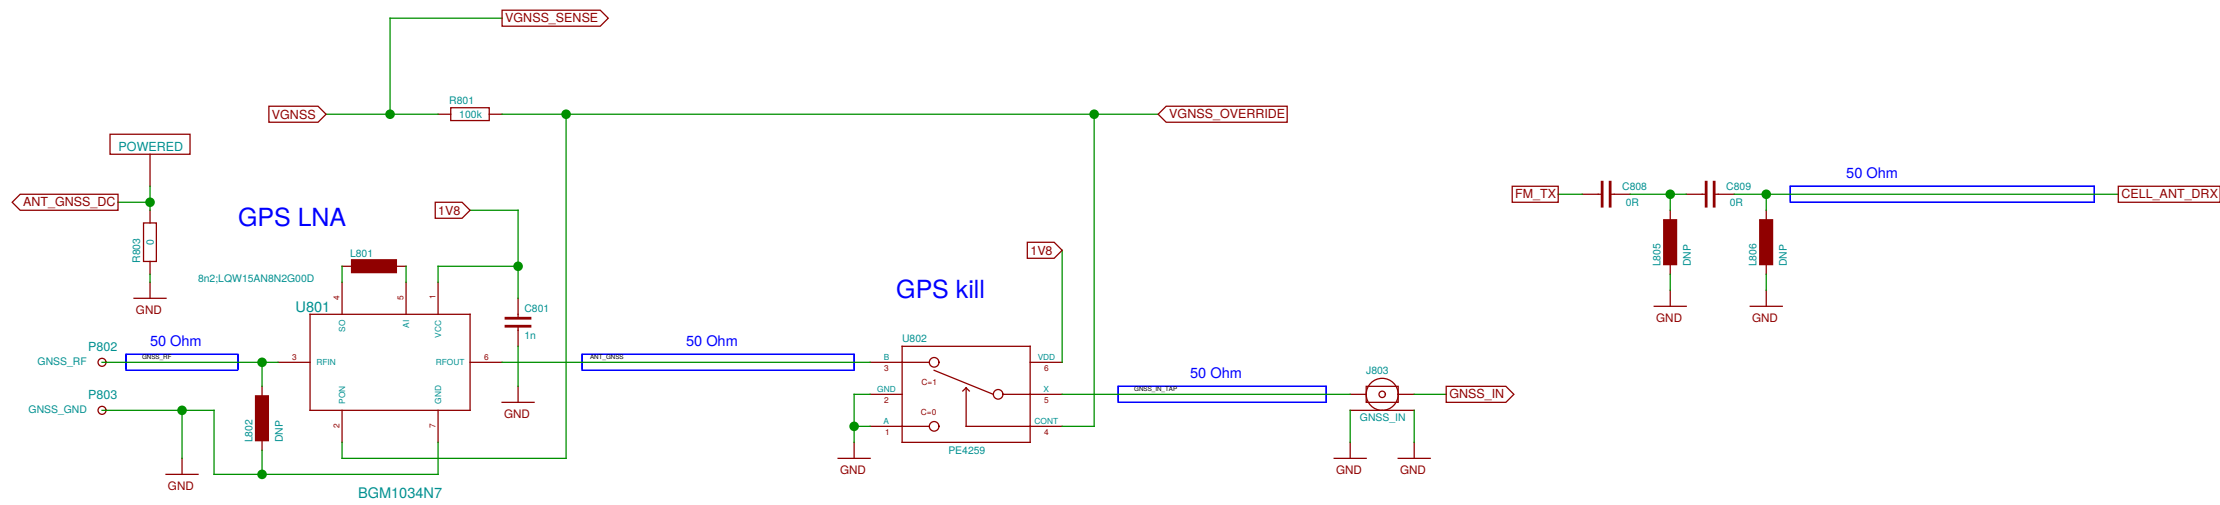 VGNSS_SENSE
VGNSS
R801
100k
VGNSS_OVERRIDE
POWERED
ANT_GNSS_DC
R803
0
GND
GPS LNA
1V8
L801
8n2;LQW15AN8N2G00D
U801
4
5
1
SO
AI
VCC
C801
1n
GND
P802
GNSS_RF
50 Ohm
GNSS_RF
3
RFIN
RFOUT
6
P803
GNSS_GND
L802
DNP
PON
GND
2
7
GND
BGM1034N7
50 Ohm
ANT_GNSS
GPS kill
1V8
U802
B
3
C=1
VDD
6
GND
2
X
5
C=0
A
1
CONT
4
PE4259
GND
50 Ohm
GNSS_IN_TAP
J803
GNSS_IN
GNSS_IN
GND
GND
FM_TX
C808
0R
C809
0R
50 Ohm
CELL_ANT_DRX
L805
DNP
L806
DNP
GND
GND